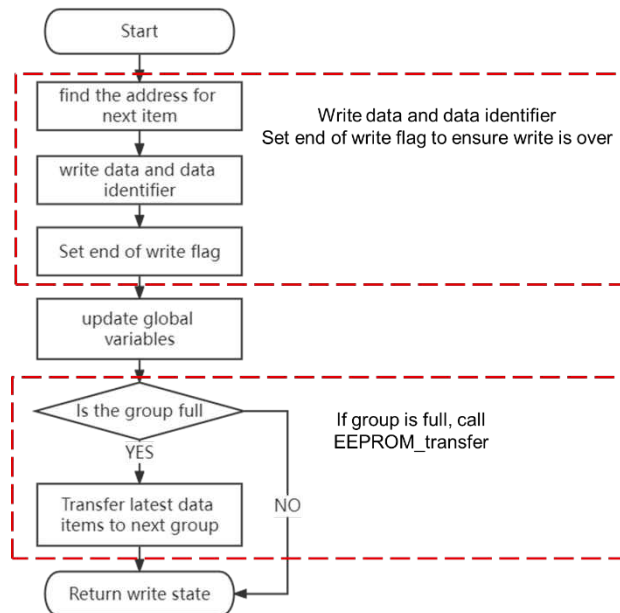 Start
find the address for
next item
Write data and data identifier
Set end of write flag to ensure write is over
write data and data
identifier
Set end of write flag
update global
variables
Is the group full
If group is full, call
EEPROM_transfer
YES
NO
Transfer latest data
items to next group
Return write state